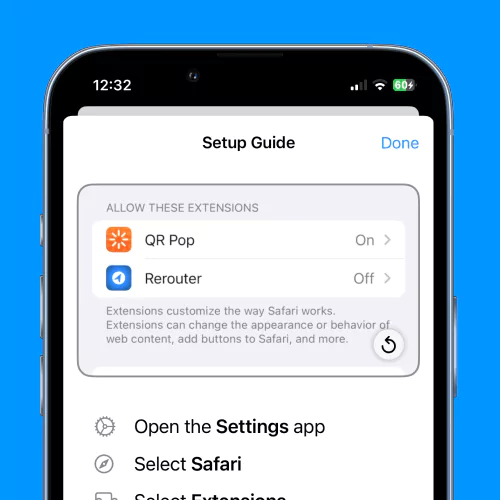 12:32
60
Setup Guide
Done
ALLOW THESE EXTENSIONS
QR Pop
On
Rerouter
Off
Extensions customize the way Safari works.
Extensions can change the appearance or behavior of
web content, add buttons to Safari, and more.
Open the Settings app
Select Safari
Select Extensions